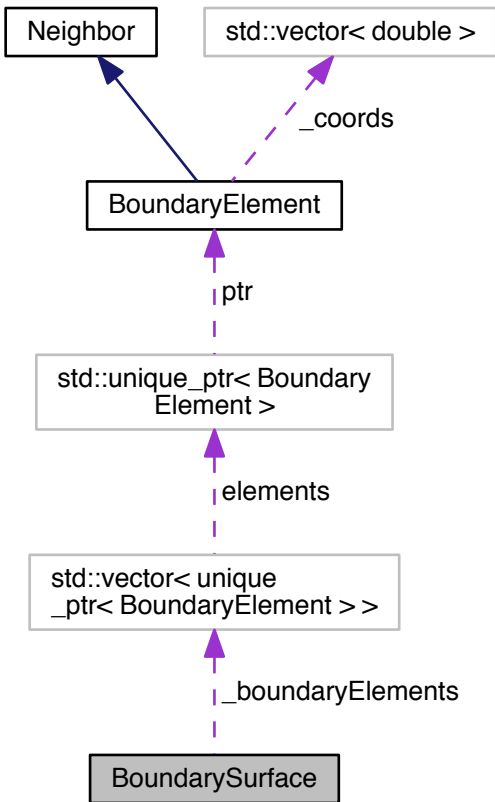 Neighbor
std::vector< double >
_coords
BoundaryElement
ptr
std::unique_ptr< Boundary
Element >
elements
std::vector< unique
_ptr< BoundaryElement > >
_boundaryElements
BoundarySurface